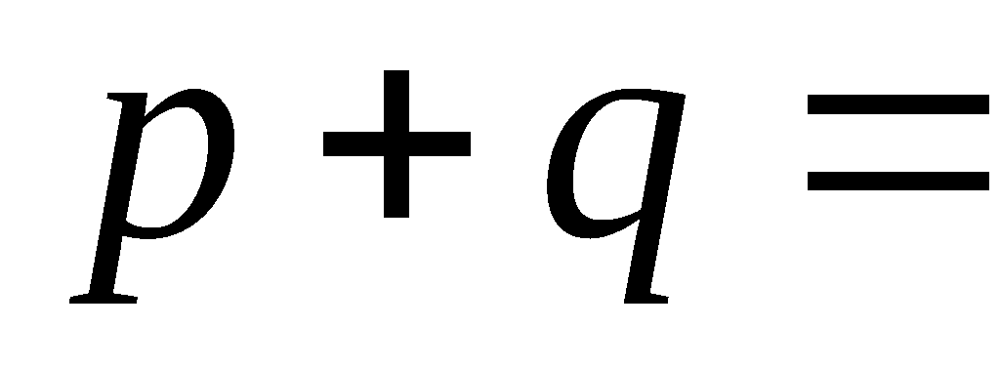 p + q =